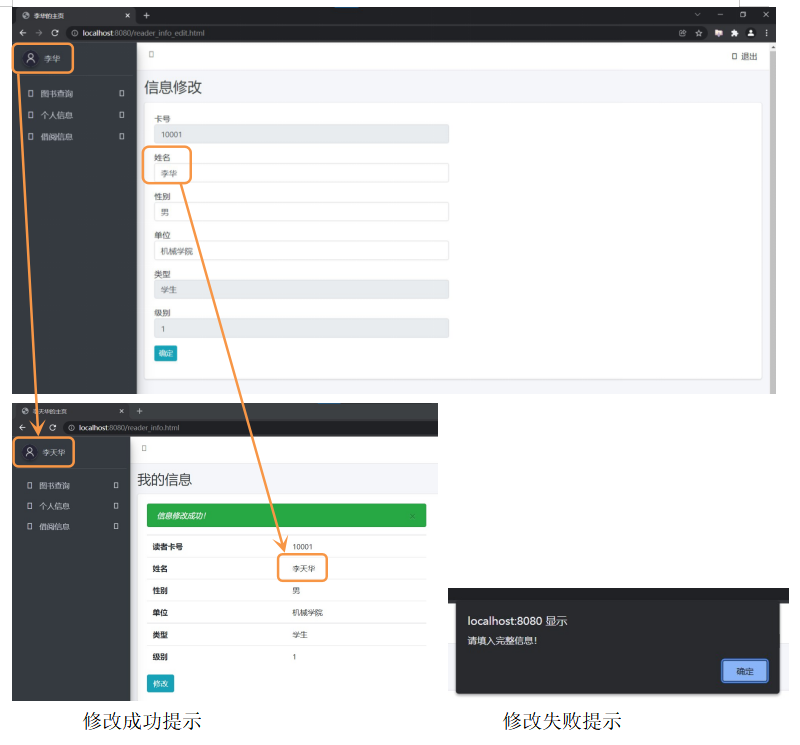 李华的主页
localhost:8080/reader_info_edit.html
李华
退出
图书查询
个人信息
借阅信息
信息修改
卡号
10001
姓名
李华
性别
男
单位
机械学院
类型
学生
级别
1
确定
李天华的主页
localhost:8080/reader_info.html
李天华
图书查询
个人信息
借阅信息
我的信息
信息修改成功!
读者卡号 10001
姓名 李天华
性别 男
单位 机械学院
类型 学生
级别 1
修改
localhost:8080 显示
请填入完整信息!
确定
修改成功提示
修改失败提示